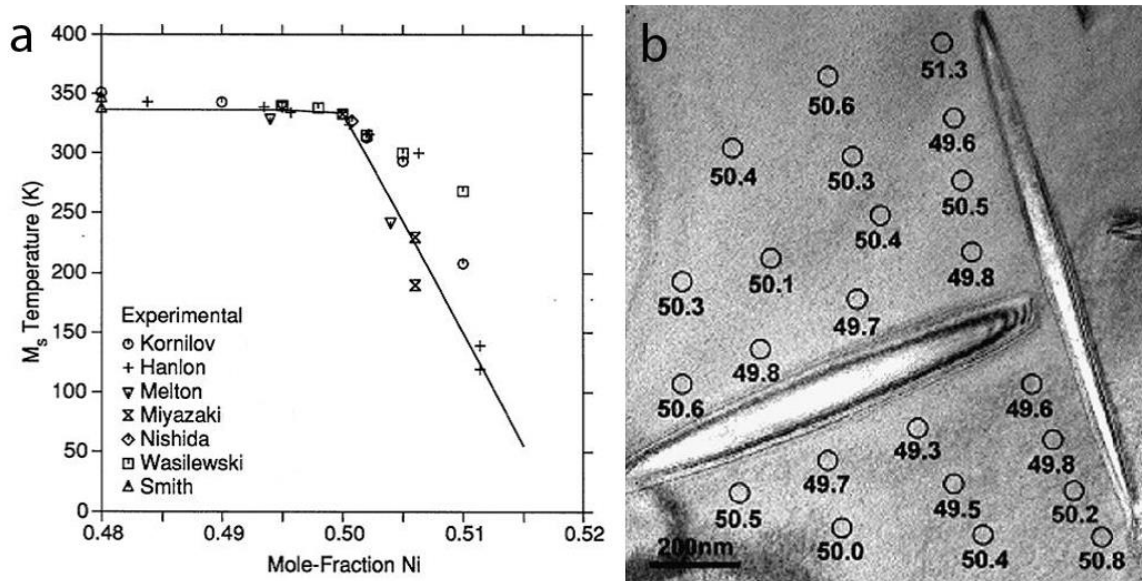 a
400
350
300
250
200
150
100
50
0
Ms Temperature (K)
Experimental
Kornilov
Hanlon
Melton
Miyazaki
Nishida
Wasilewski
Smith
0.48
0.49
0.50
0.51
0.52
Mole-Fraction Ni
b
51.3
50.6
49.6
50.4
50.3
50.5
50.4
50.1
49.8
50.3
49.7
49.8
50.6
49.6
49.3
49.8
49.7
50.5
49.5
50.2
50.0
50.4
50.8
200nm